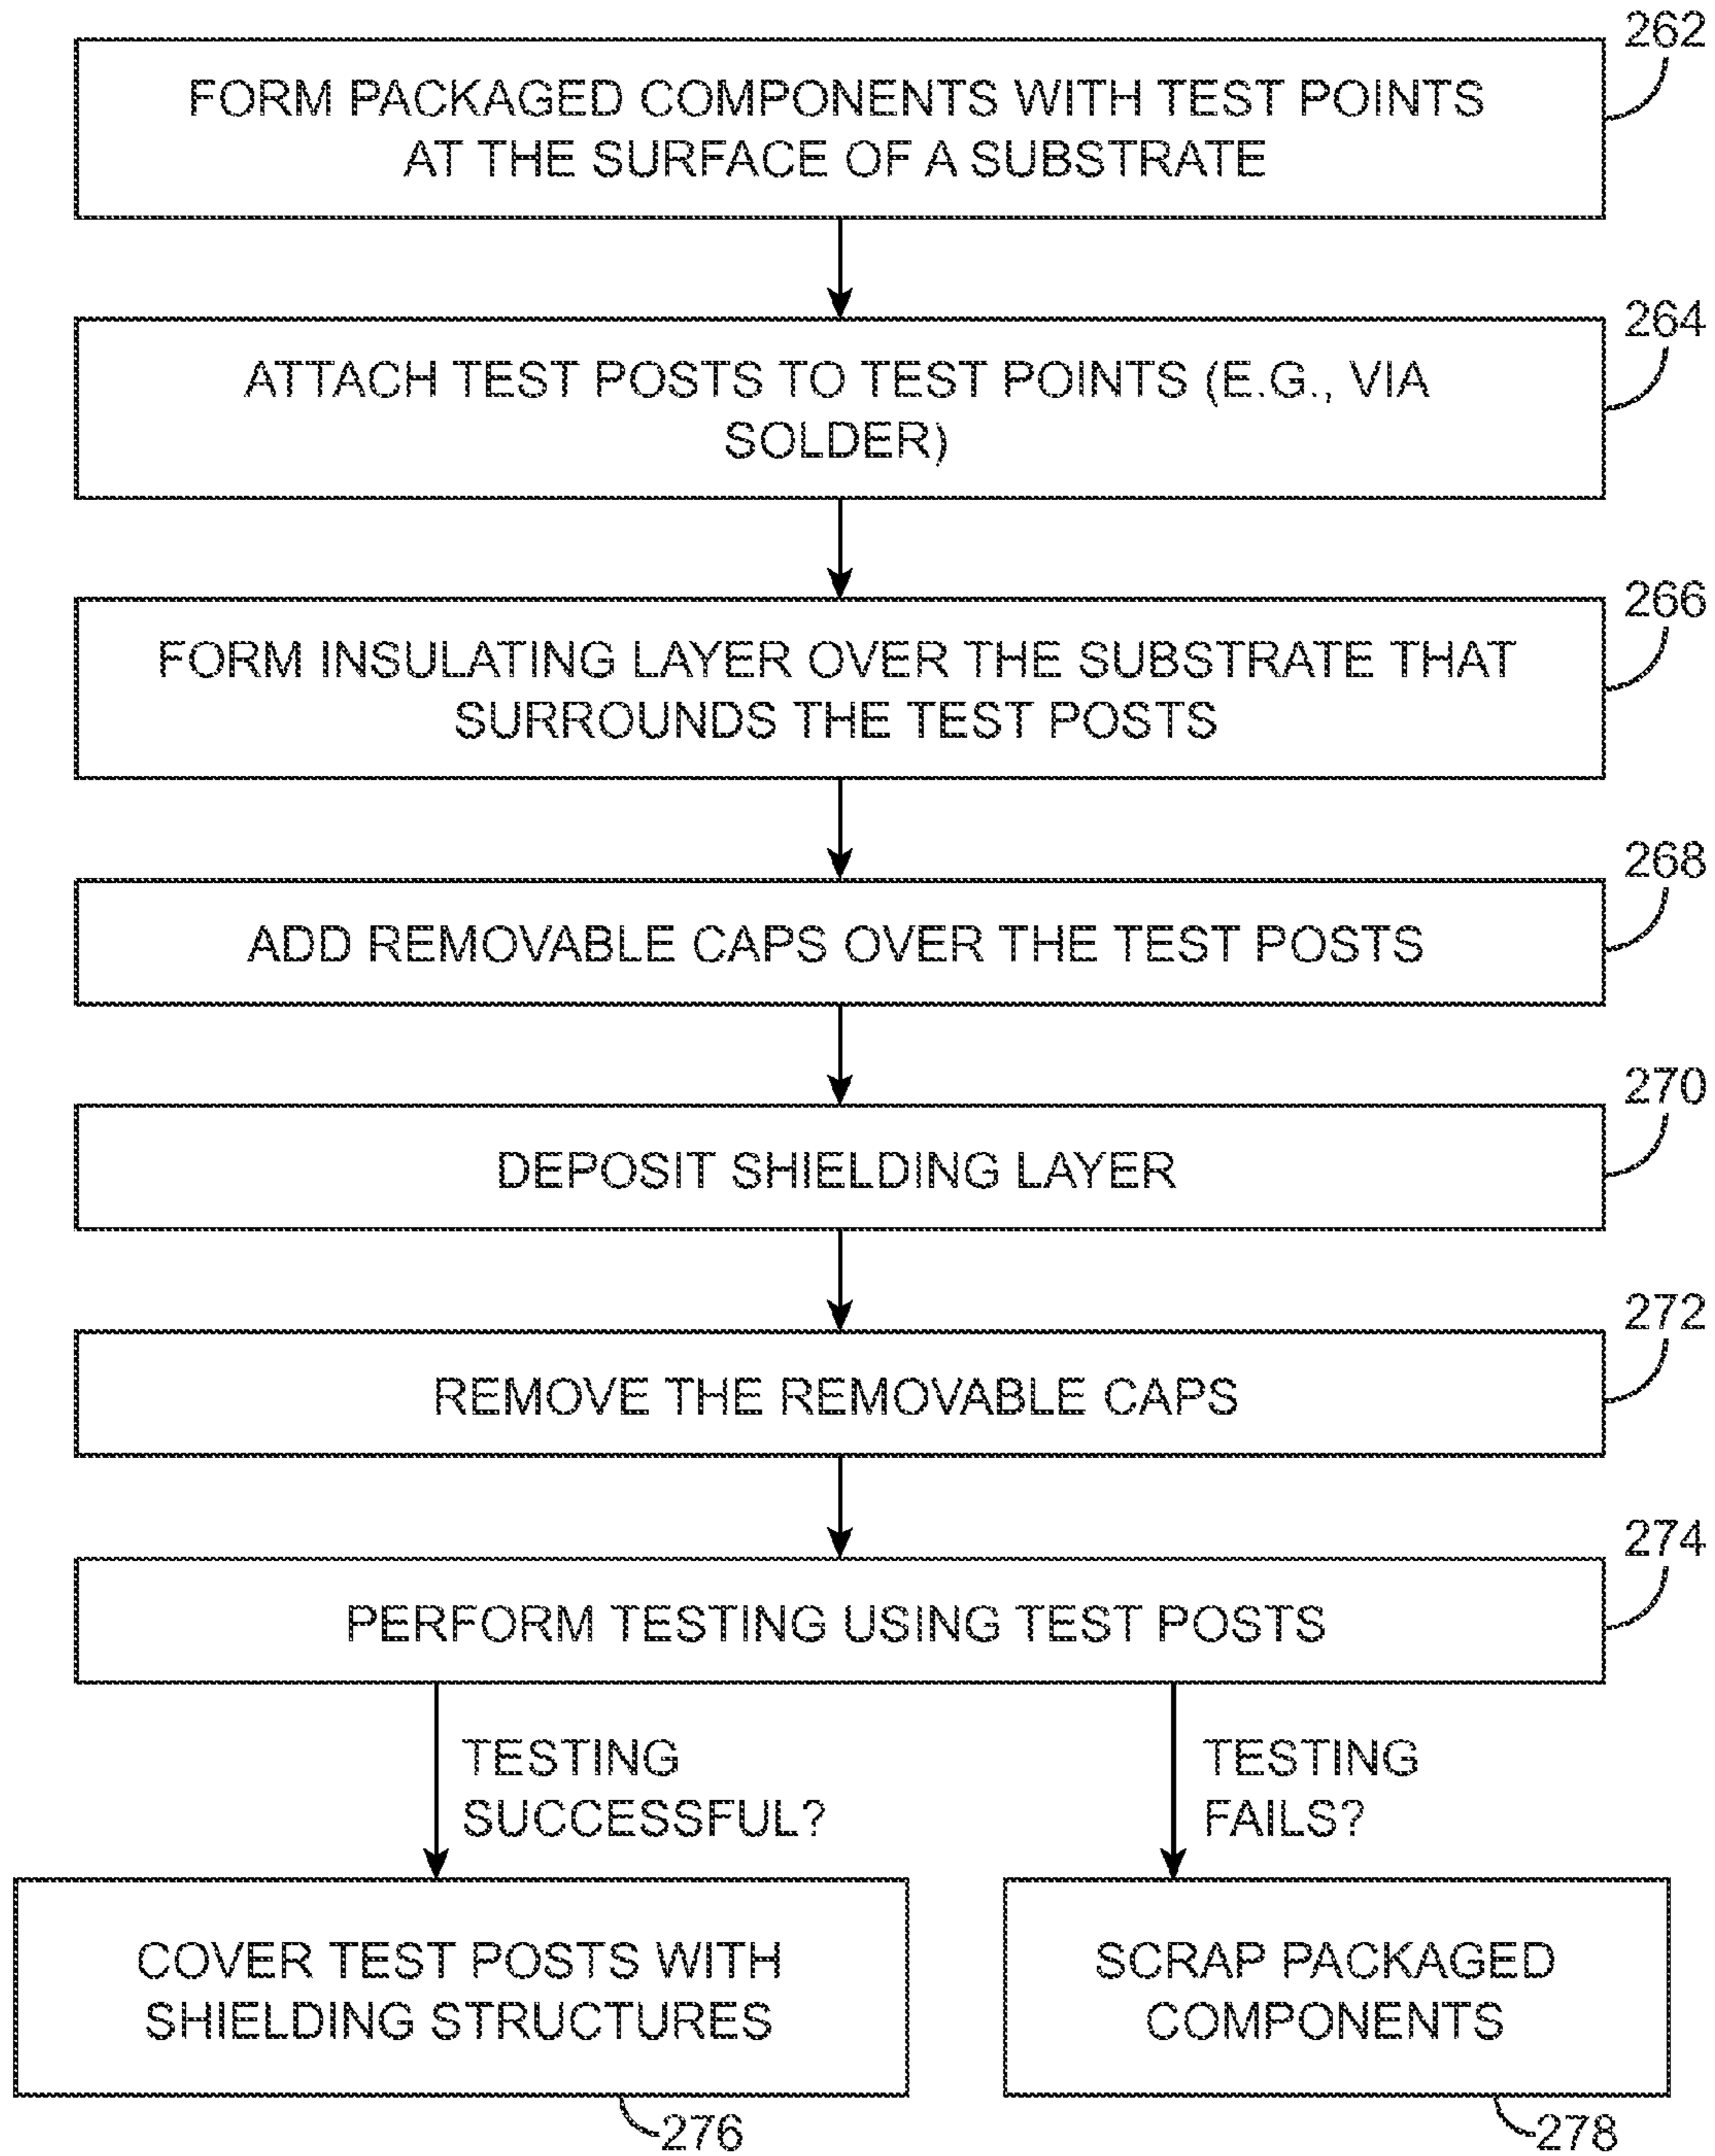 262
FORM PACKAGED COMPONENTS WITH TEST POINTS
AT THE SURFACE OF A SUBSTRATE
264
ATTACH TEST POSTS TO TEST POINTS (E.G., VIA
SOLDER)
266
FORM INSULATING LAYER OVER THE SUBSTRATE THAT
SURROUNDS THE TEST POSTS
268
ADD REMOVABLE CAPS OVER THE TEST POSTS
270
DEPOSIT SHIELDING LAYER
272
REMOVE THE REMOVABLE CAPS
274
PERFORM TESTING USING TEST POSTS
TESTING
SUCCESSFUL?
TESTING
FAILS?
COVER TEST POSTS WITH
SHIELDING STRUCTURES
SCRAP PACKAGED
COMPONENTS
276
278